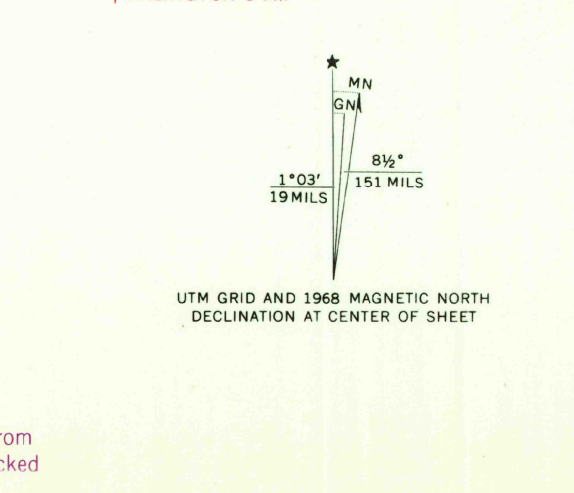 MN
GN
8½°
151 MILS
1°03′
19 MILS
UTM GRID AND 1968 MAGNETIC NORTH
DECLINATION AT CENTER OF SHEET
rom
cked